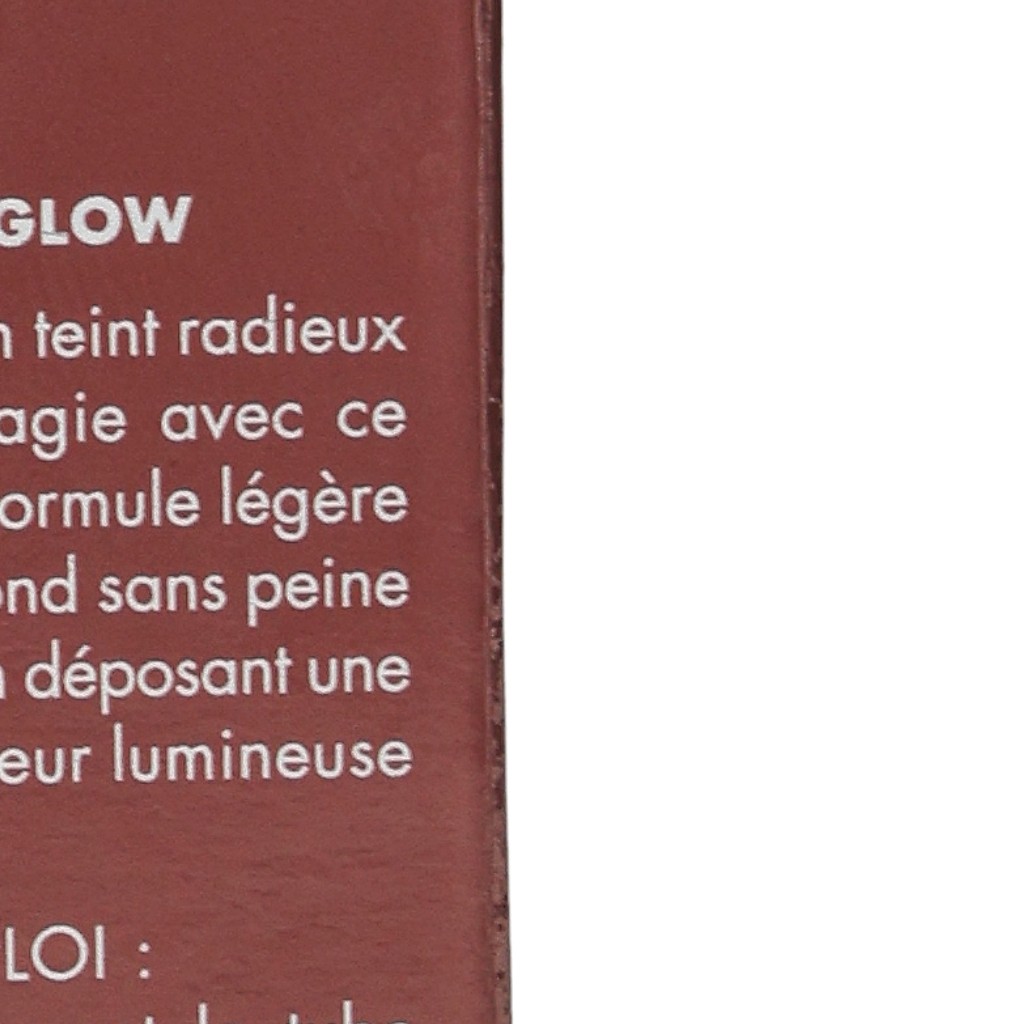 GLOW
teint radieux
agie avec ce
ormule légère
ond sans peine
déposant une
eur lumineuse
LOI :